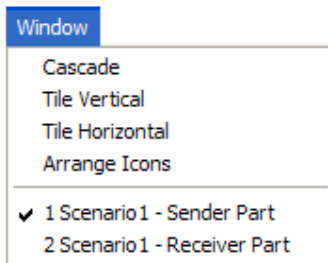 Window
Cascade
Tile Vertical
Tile Horizontal
Arrange Icons
1 Scenario1 - Sender Part
2 Scenario1 - Receiver Part